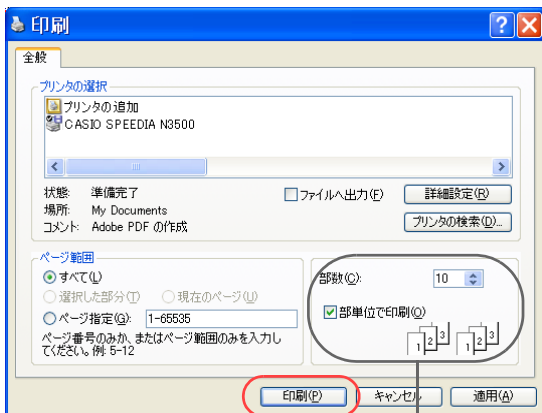 印刷
全般
プリンタの選択
プリンタの追加
CASIO SPEEDIA N3500
状態: 準備完了
場所: My Documents
コメント: Adobe PDF の作成
ファイルへ出力(F)
詳細設定(R)
プリンタの検索(D)...
ページ範囲
すべて(L)
選択した部分(T) 現在のページ(U)
ページ指定(G): 1-65535
ページ番号のみか、またはページ範囲のみを入力し
てください。例: 5-12
部数(C): 10
部単位で印刷(O)
1 2 3 1 2 3
印刷(P) キャンセル 適用(A)